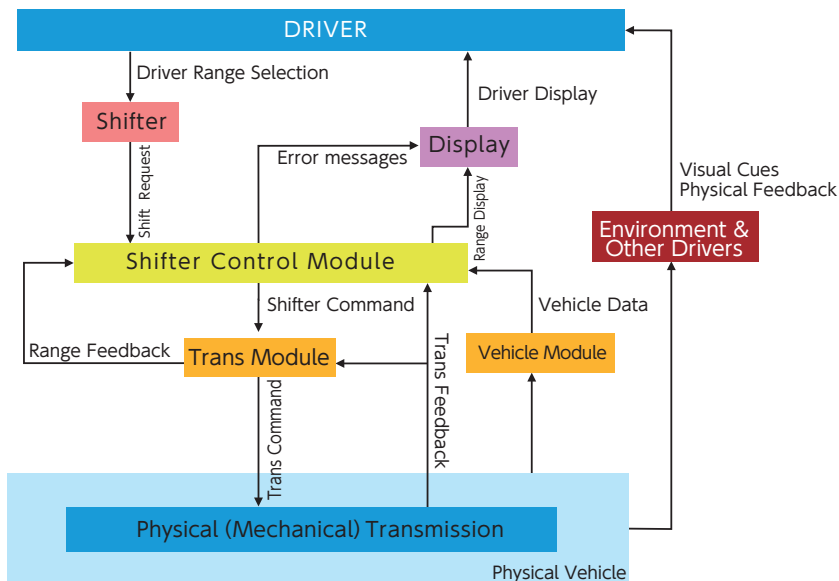 DRIVER
Driver Range Selection
Driver Display
Shifter
Display
Error messages
Shift Request
Range Display
Visual Cues
Physical Feedback
Environment &
Other Drivers
Shifter Control Module
Shifter Command
Vehicle Data
Range Feedback
Trans Module
Trans Feedback
Vehicle Module
Trans Command
Physical (Mechanical) Transmission
Physical Vehicle